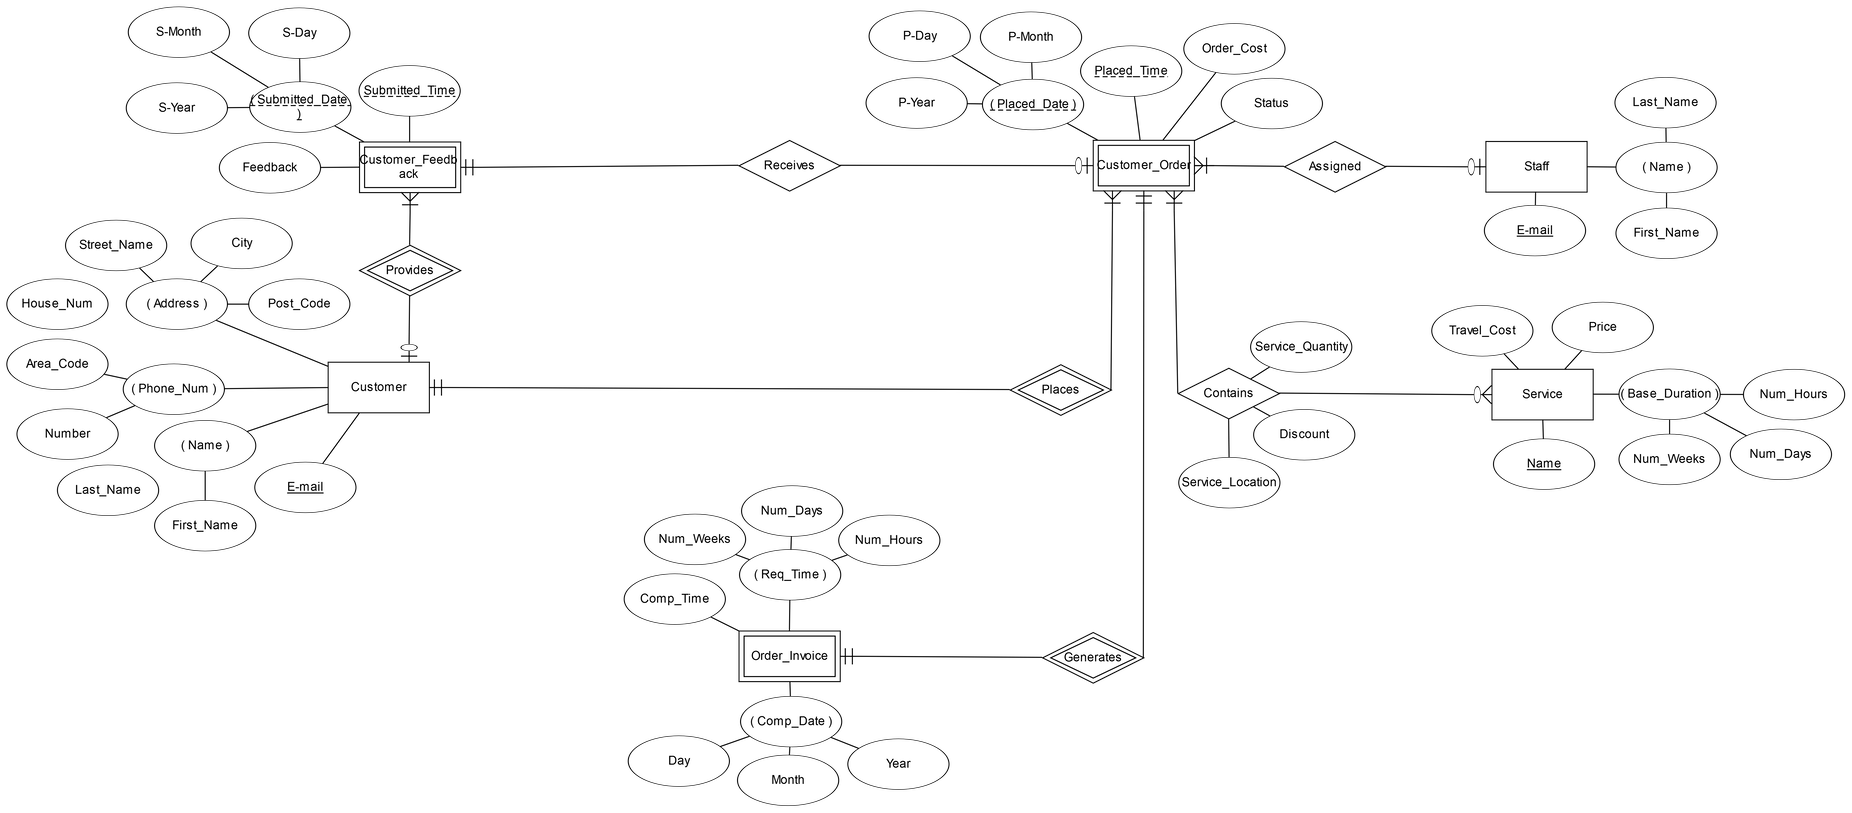 S-Month
S-Day
S-Year
( Submitted_Date
)
Submitted_Time
Feedback
Customer_Feedb
ack
Receives
P-Day
P-Month
P-Year
( Placed_Date )
Placed_Time
Order_Cost
Status
Customer_Order
Assigned
Staff
Last_Name
( Name )
First_Name
E-mail
Provides
Street_Name
City
House_Num
( Address )
Post_Code
Area_Code
( Phone_Num )
Number
Customer
( Name )
Last_Name
First_Name
E-mail
Places
Service_Quantity
Contains
Discount
Service_Location
Travel_Cost
Price
Service
( Base_Duration )
Num_Hours
Name
Num_Weeks
Num_Days
Num_Days
Num_Weeks
Num_Hours
( Req_Time )
Comp_Time
Order_Invoice
Generates
( Comp_Date )
Day
Month
Year